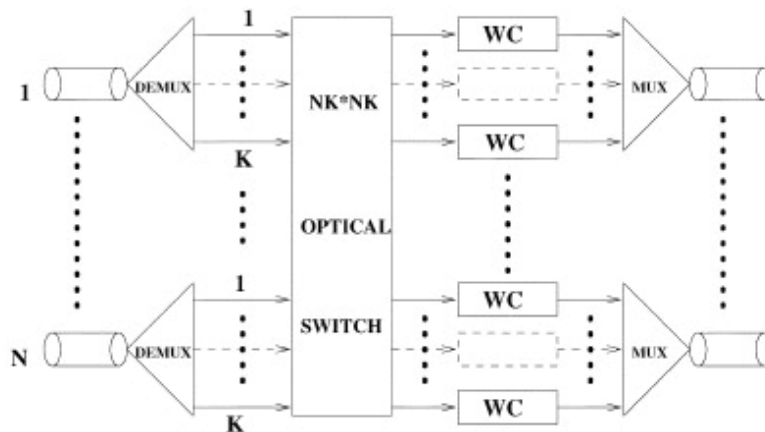 1
WC
1
DEMUX
NK*NK
MUX
K
WC
OPTICAL
1
WC
SWITCH
N
DEMUX
MUX
K
WC